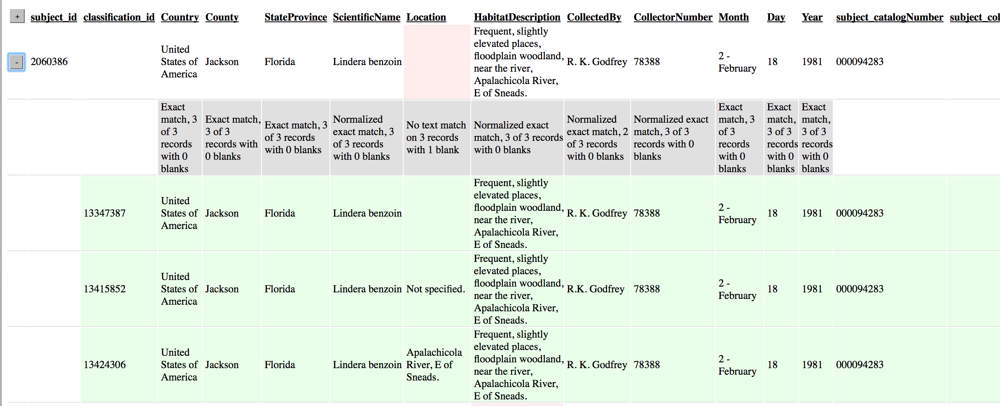 + subject_id classification_id Country County StateProvince ScientificName Location HabitatDescription CollectedBy CollectorNumber Month Day Year subject_catalogNumber subject_col
-
2060386
United
States of
America
Jackson
Florida
Lindera benzoin
Frequent, slightly
elevated places,
floodplain woodland,
near the river,
Apalachicola River,
E of Sneads.
R. K. Godfrey
78388
2 -
February
18
1981
000094283
Exact
match, 3
of 3
records
with 0
blanks
Exact match,
3 of 3
records with
0 blanks
Exact match, 3
of 3 records
with 0 blanks
Normalized
exact match, 3
of 3 records
with 0 blanks
No text match
on 3 records
with 1 blank
Normalized exact
match, 3 of 3 records
with 0 blanks
Normalized
exact match, 2
of 3 records
with 0 blanks
Normalized exact
match, 3 of 3
records with 0
blanks
Exact
match, 3
of 3
records
with 0
blanks
Exact
match,
3 of 3
records
with 0
blanks
Exact
match,
3 of 3
records
with 0
blanks
13347387
United
States of
America
Jackson
Florida
Lindera benzoin
Frequent, slightly
elevated places,
floodplain woodland,
near the river,
Apalachicola River,
E of Sneads.
R. K. Godfrey
78388
2 -
February
18
1981
000094283
13415852
United
States of
America
Jackson
Florida
Lindera benzoin
Not specified.
Frequent, slightly
elevated places,
floodplain woodland,
near the river,
Apalachicola River,
E of Sneads.
R.K. Godfrey
78388
2 -
February
18
1981
000094283
13424306
United
States of
America
Jackson
Florida
Lindera benzoin
Apalachicola
River, E of
Sneads.
Frequent, slightly
elevated places,
floodplain woodland,
near the river,
Apalachicola River,
E of Sneads.
R. K. Godfrey
78388
2 -
February
18
1981
000094283